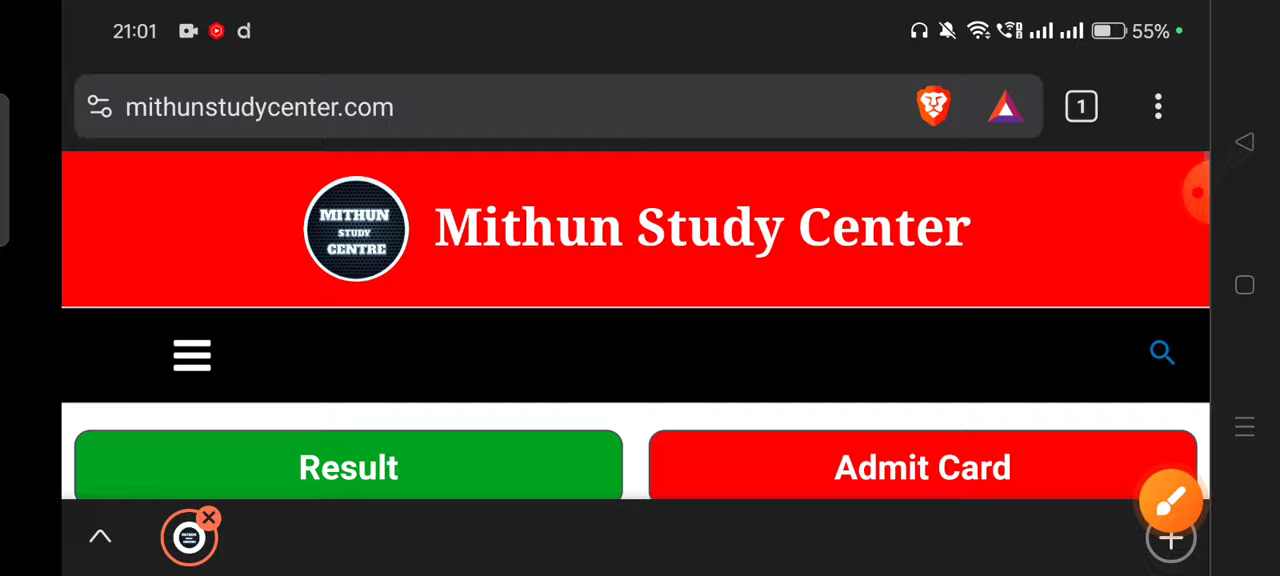 21:01 d 55%
mithunstudycenter.com 1
MITHUN
STUDY
CENTRE
Mithun Study Center
Result Admit Card